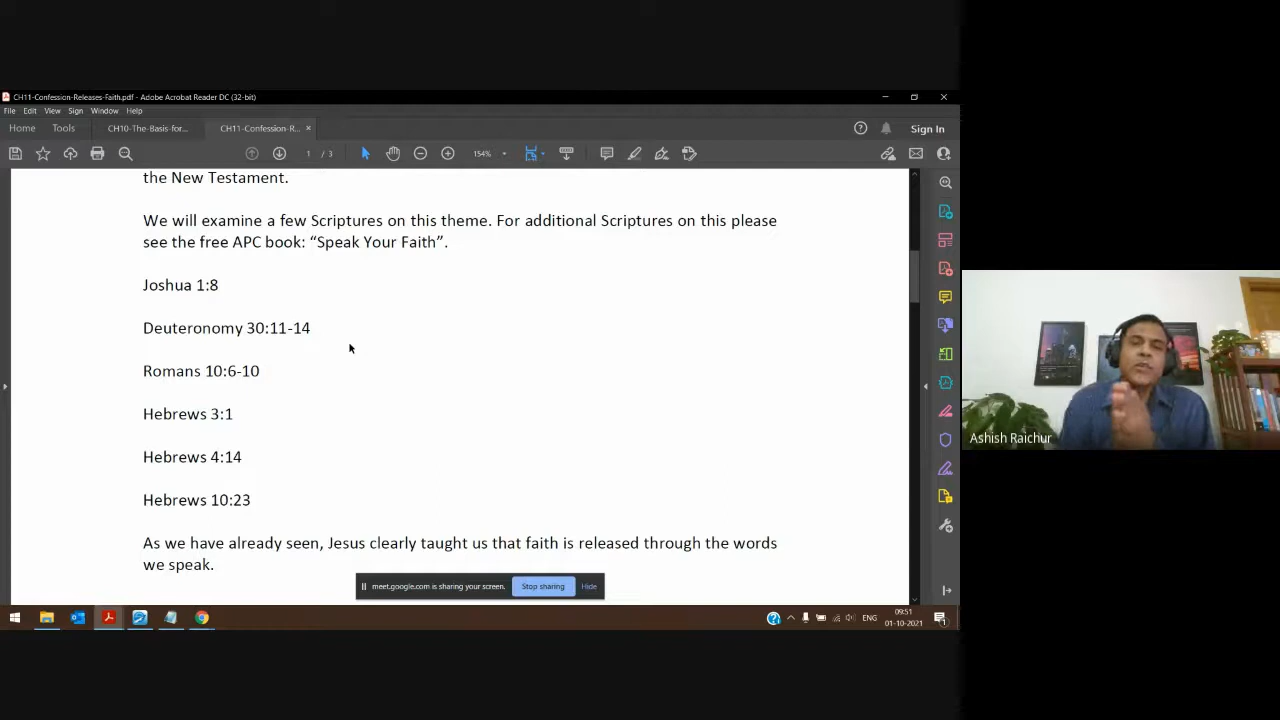 CH11-Confession-Releases-Faith.pdf - Adobe Acrobat Reader DC (32-bit)
File Edit View Sign Window Help
Home Tools CH10-The-Basis-for... CH11-Confession-R... × Sign In
1 / 3 154%
the New Testament.
We will examine a few Scriptures on this theme. For additional Scriptures on this please
see the free APC book: “Speak Your Faith”.
Joshua 1:8
Deuteronomy 30:11-14
Romans 10:6-10
Hebrews 3:1
Hebrews 4:14
Hebrews 10:23
As we have already seen, Jesus clearly taught us that faith is released through the words
we speak.
meet.google.com is sharing your screen. Stop sharing Hide
Ashish Raichur
ENG
09:51
01-10-2021